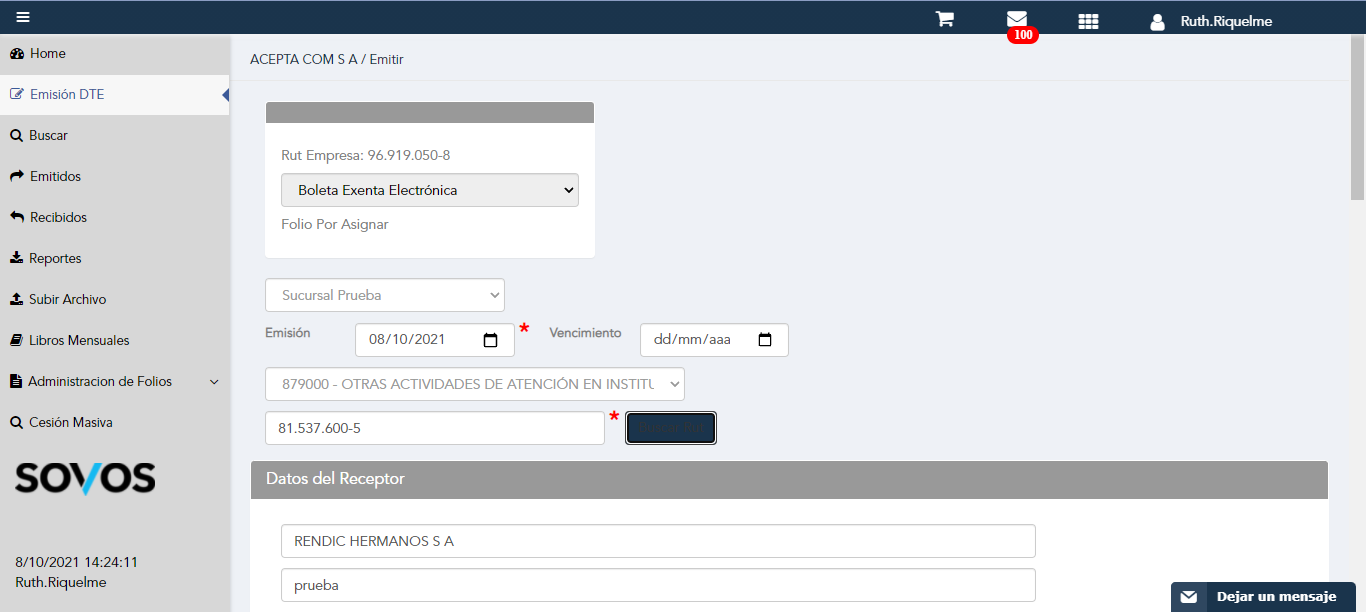 100
Ruth.Riquelme
Home
Emisión DTE
Buscar
Emitidos
Recibidos
Reportes
Subir Archivo
Libros Mensuales
Administracion de Folios
Cesión Masiva
SOVOS
8/10/2021 14:24:11
Ruth.Riquelme
ACEPTA COM S A / Emitir
Rut Empresa: 96.919.050-8
Boleta Exenta Electrónica
Folio Por Asignar
Sucursal Prueba
Emisión 08/10/2021 * Vencimiento dd/mm/aaa
879000 - OTRAS ACTIVIDADES DE ATENCIÓN EN INSTITU
81.537.600-5 *
Datos del Receptor
RENDIC HERMANOS S A
prueba
Dejar un mensaje